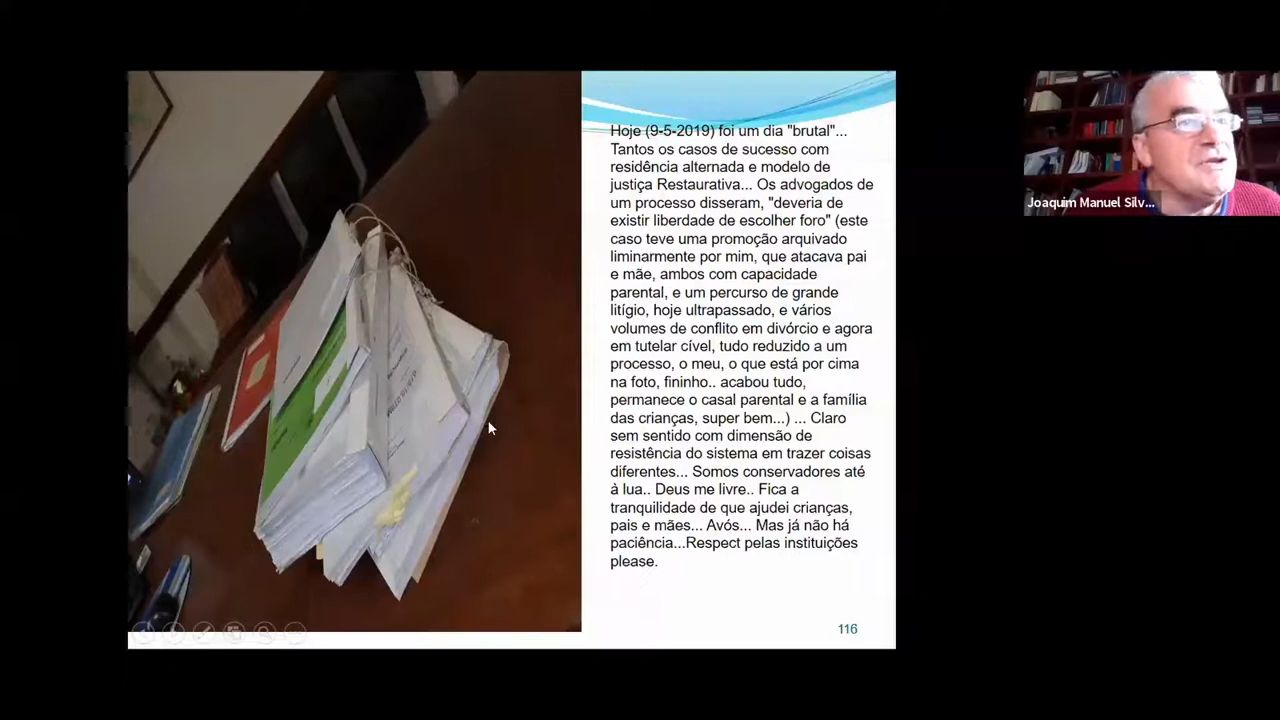 Hoje (9-5-2019) foi um dia "brutal"...
Tantos os casos de sucesso com
residência alternada e modelo de
justiça Restaurativa... Os advogados de
um processo disseram, "deveria de
existir liberdade de escolher foro" (este
caso teve uma promoção arquivado
liminarmente por mim, que atacava pai
e mãe, ambos com capacidade
parental, e um percurso de grande
litígio, hoje ultrapassado, e vários
volumes de conflito em divórcio e agora
em tutelar cível, tudo reduzido a um
processo, o meu, o que está por cima
na foto, fininho.. acabou tudo,
permanece o casal parental e a família
das crianças, super bem...) ... Claro
sem sentido com dimensão de
resistência do sistema em trazer coisas
diferentes... Somos conservadores até
à lua.. Deus me livre.. Fica a
tranquilidade de que ajudei crianças,
pais e mães... Avós... Mas já não há
paciência...Respect pelas instituições
please.
116
Joaquim Manuel Silv...